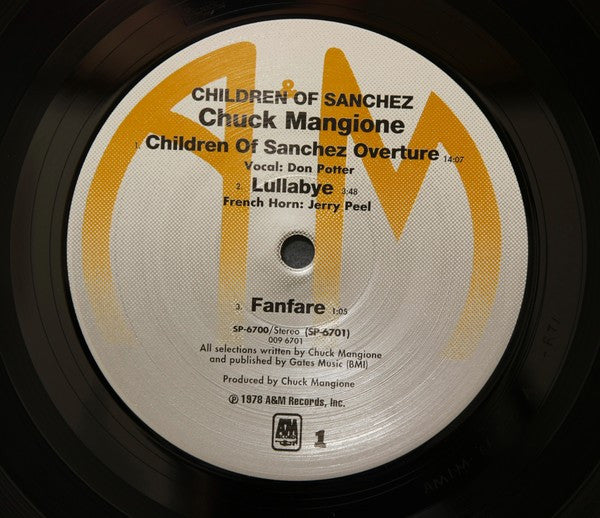 A&M
CHILDREN OF SANCHEZ
Chuck Mangione
1. Children Of Sanchez Overture 14:07
Vocal: Don Potter
2. Lullabye 3:48
French Horn: Jerry Peel
3. Fanfare 1:05
SP-6700/Stereo (SP-6701)
009 6701
All selections written by Chuck Mangione
and published by Gates Music (BMI)
Produced by Chuck Mangione
℗ 1978 A&M Records, Inc.
A&M
RECORDS
1